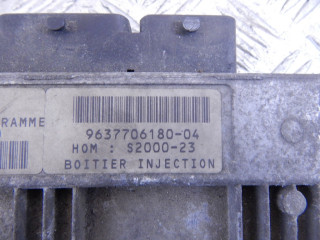 RAMME
9637706180-04
HOM : S2000-23
BOITIER INJECTION